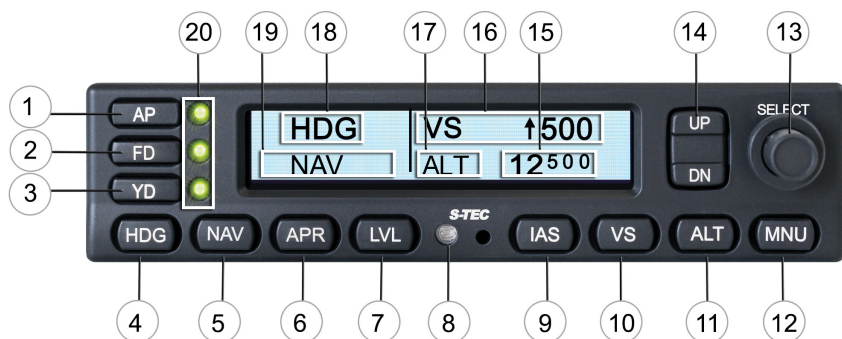 20 19 18 17 16 15 14 13
1 AP
HDG VS ↑500
UP
SELECT
2 FD
NAV ALT 12500
DN
3 YD
S-TEC
HDG NAV APR LVL IAS VS ALT MNU
4 5 6 7 8 9 10 11 12